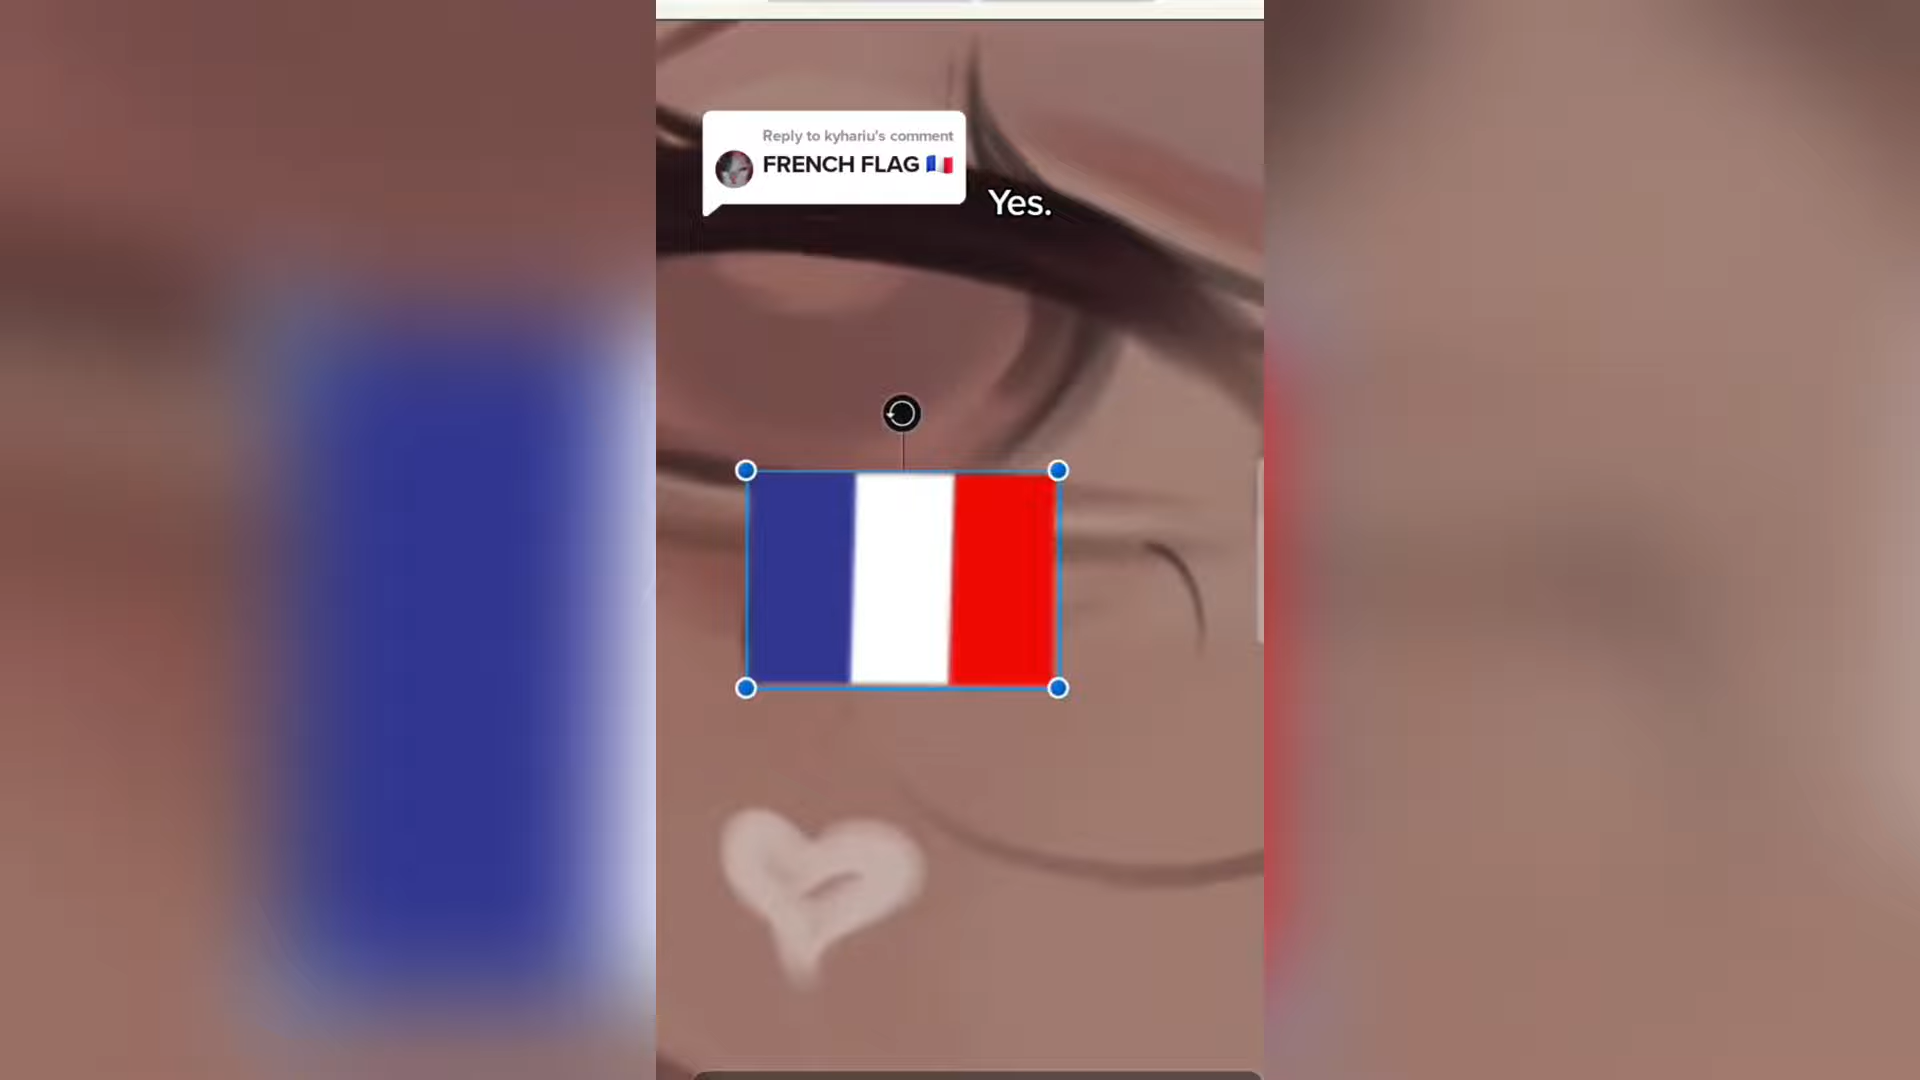 Reply to kyhariu's comment
FRENCH FLAG 🇫🇷
Yes.